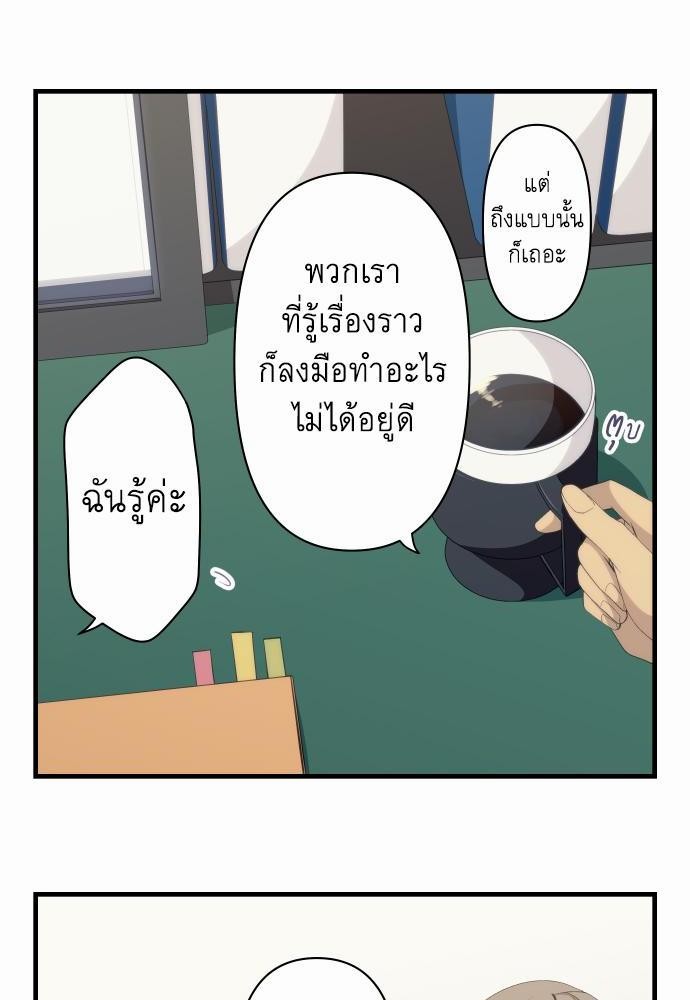 แต่
ถึงแบบนั้น
ก็เถอะ
พวกเรา
ที่รู้เรื่องราว
ก็ลงมือทำอะไร
ไม่ได้อยู่ดี
ตุบ
ฉันรู้ค่ะ